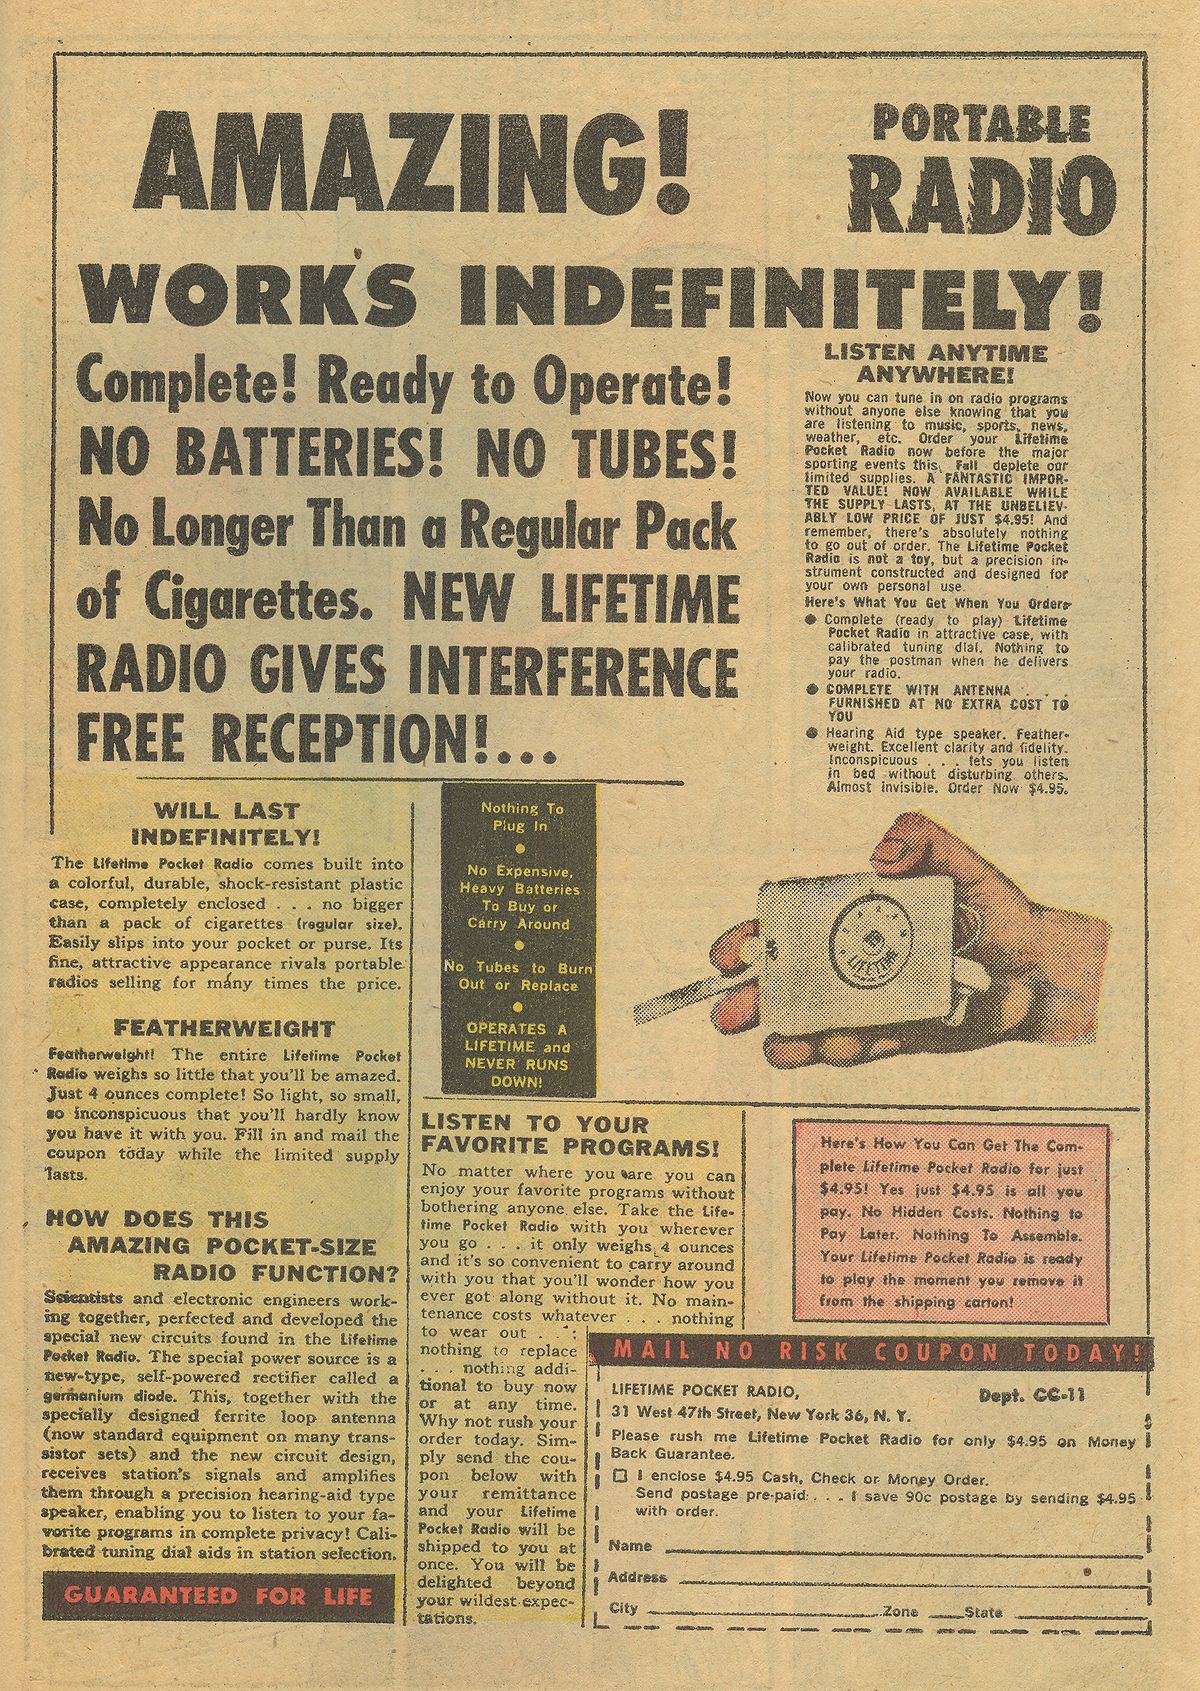 AMAZING!
PORTABLE
RADIO
WORKS INDEFINITELY!
Complete! Ready to Operate!
NO BATTERIES! NO TUBES!
No Longer Than a Regular Pack
of Cigarettes. NEW LIFETIME
RADIO GIVES INTERFERENCE
FREE RECEPTION!...
LISTEN ANYTIME
ANYWHERE!
Now you can tune in on radio programs
without anyone else knowing that you
are listening to music, sports, news,
weather, etc. Order your Lifetime
Pocket Radio now before the major
sporting events this Fall deplete our
limited supplies. A FANTASTIC IMPOR-
TED VALUE! NOW AVAILABLE WHILE
THE SUPPLY LASTS, AT THE UNBELIEV-
ABLY LOW PRICE OF JUST $4.95! And
remember, there's absolutely nothing
to go out of order. The Lifetime Pocket
Radio is not a toy, but a precision in-
strument constructed and designed for
your own personal use.
Here's What You Get When You Order
● Complete (ready to play) Lifetime
Pocket Radio in attractive case, with
calibrated tuning dial. Nothing to
pay the postman when he delivers
your radio.
● COMPLETE WITH ANTENNA . . .
FURNISHED AT NO EXTRA COST TO
YOU
● Hearing Aid type speaker. Feather-
weight. Excellent clarity and fidelity.
Inconspicuous . . . lets you listen
in bed without disturbing others.
Almost invisible. Order Now $4.95.
WILL LAST
INDEFINITELY!
The Lifetime Pocket Radio comes built into
a colorful, durable, shock-resistant plastic
case, completely enclosed . . . no bigger
than a pack of cigarettes (regular size).
Easily slips into your pocket or purse. Its
fine, attractive appearance rivals portable
radios selling for many times the price.
FEATHERWEIGHT
Featherweight! The entire Lifetime Pocket
Radio weighs so little that you'll be amazed.
Just 4 ounces complete! So light, so small,
so inconspicuous that you'll hardly know
you have it with you. Fill in and mail the
coupon today while the limited supply
lasts.
HOW DOES THIS
AMAZING POCKET-SIZE
RADIO FUNCTION?
Scientists and electronic engineers work-
ing together, perfected and developed the
special new circuits found in the Lifetime
Pocket Radio. The special power source is a
new-type, self-powered rectifier called a
germanium diode. This, together with the
specially designed ferrite loop antenna
(now standard equipment on many tran-
sistor sets) and the new circuit design,
receives station's signals and amplifies
them through a precision hearing-aid type
speaker, enabling you to listen to your fa-
vorite programs in complete privacy! Cali-
brated tuning dial aids in station selection.
GUARANTEED FOR LIFE
Nothing To
Plug In
●
No Expensive,
Heavy Batteries
To Buy or
Carry Around
●
No Tubes to Burn
Out or Replace
●
OPERATES A
LIFETIME and
NEVER RUNS
DOWN!
LIFETIME
LISTEN TO YOUR
FAVORITE PROGRAMS!
No matter where you are you can
enjoy your favorite programs without
bothering anyone else. Take the Life-
time Pocket Radio with you wherever
you go . . . it only weighs 4 ounces
and it's so convenient to carry around
with you that you'll wonder how you
ever got along without it. No main-
tenance costs whatever . . . nothing
to wear out . . .
nothing to replace
. . . nothing addi-
tional to buy now
or at any time.
Why not rush your
order today. Sim-
ply send the cou-
pon below with
your remittance
and your Lifetime
Pocket Radio will be
shipped to you at
once. You will be
delighted beyond
your wildest expec-
tations.
Here's How You Can Get The Com-
plete Lifetime Pocket Radio for just
$4.95! Yes just $4.95 is all you
pay. No Hidden Costs. Nothing to
Pay Later. Nothing To Assemble.
Your Lifetime Pocket Radio is ready
to play the moment you remove it
from the shipping carton!
MAIL NO RISK COUPON TODAY!
LIFETIME POCKET RADIO, Dept. CC-11
31 West 47th Street, New York 36, N. Y.
Please rush me Lifetime Pocket Radio for only $4.95 on Money
Back Guarantee.
☐ I enclose $4.95 Cash, Check or Money Order.
Send postage pre-paid . . . I save 90c postage by sending $4.95
with order.
Name
Address
City Zone State